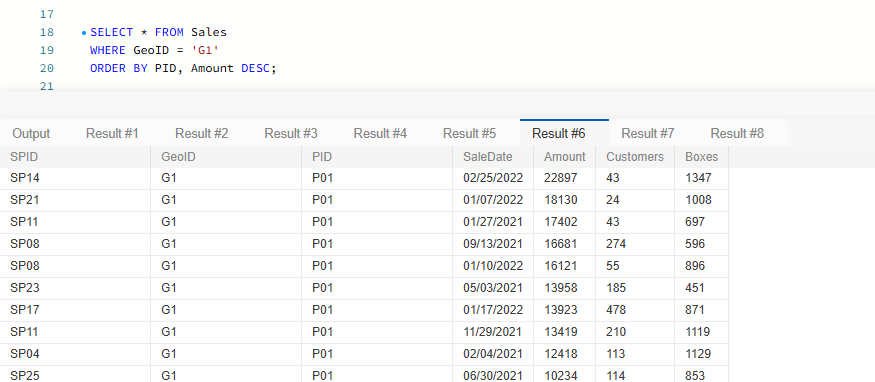 17
18 SELECT * FROM Sales
19 WHERE GeoID = 'G1'
20 ORDER BY PID, Amount DESC;
21
Output Result #1 Result #2 Result #3 Result #4 Result #5 Result #6 Result #7 Result #8
SPID GeoID PID SaleDate Amount Customers Boxes
SP14 G1 P01 02/25/2022 22897 43 1347
SP21 G1 P01 01/07/2022 18130 24 1008
SP11 G1 P01 01/27/2021 17402 43 697
SP08 G1 P01 09/13/2021 16681 274 596
SP08 G1 P01 01/10/2022 16121 55 896
SP23 G1 P01 05/03/2021 13958 185 451
SP17 G1 P01 01/17/2022 13923 478 871
SP11 G1 P01 11/29/2021 13419 210 1119
SP04 G1 P01 02/04/2021 12418 113 1129
SP25 G1 P01 06/30/2021 10234 114 853